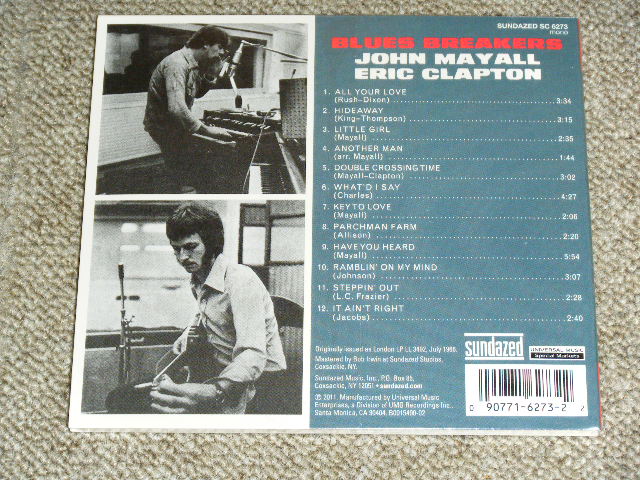 SUNDAZED SC 6273
mono
BLUES BREAKERS
JOHN MAYALL
ERIC CLAPTON
1. ALL YOUR LOVE
(Rush–Dixon) 3:34
2. HIDEAWAY
(King–Thompson) 3:15
3. LITTLE GIRL
(Mayall) 2:35
4. ANOTHER MAN
(arr. Mayall) 1:44
5. DOUBLE CROSSING TIME
(Mayall–Clapton) 3:02
6. WHAT'D I SAY
(Charles) 4:27
7. KEY TO LOVE
(Mayall) 2:06
8. PARCHMAN FARM
(Allison) 2:20
9. HAVE YOU HEARD
(Mayall) 5:54
10. RAMBLIN' ON MY MIND
(Johnson) 3:07
11. STEPPIN' OUT
(L.C. Frazier) 2:28
12. IT AIN'T RIGHT
(Jacobs) 2:40
Originally issued as London LP LL 3492, July 1966.
Mastered by Bob Irwin at Sundazed Studios,
Coxsackie, NY.
Sundazed Music, Inc., P.O. Box 85,
Coxsackie, NY 12051 • sundazed.com
℗© 2011. Manufactured by Universal Music
Enterprises, a Division of UMG Recordings Inc.,
Santa Monica, CA 90404. B0015490-02
sundazed
UNIVERSAL MUSIC
Special Markets
0 90771-6273-2 2